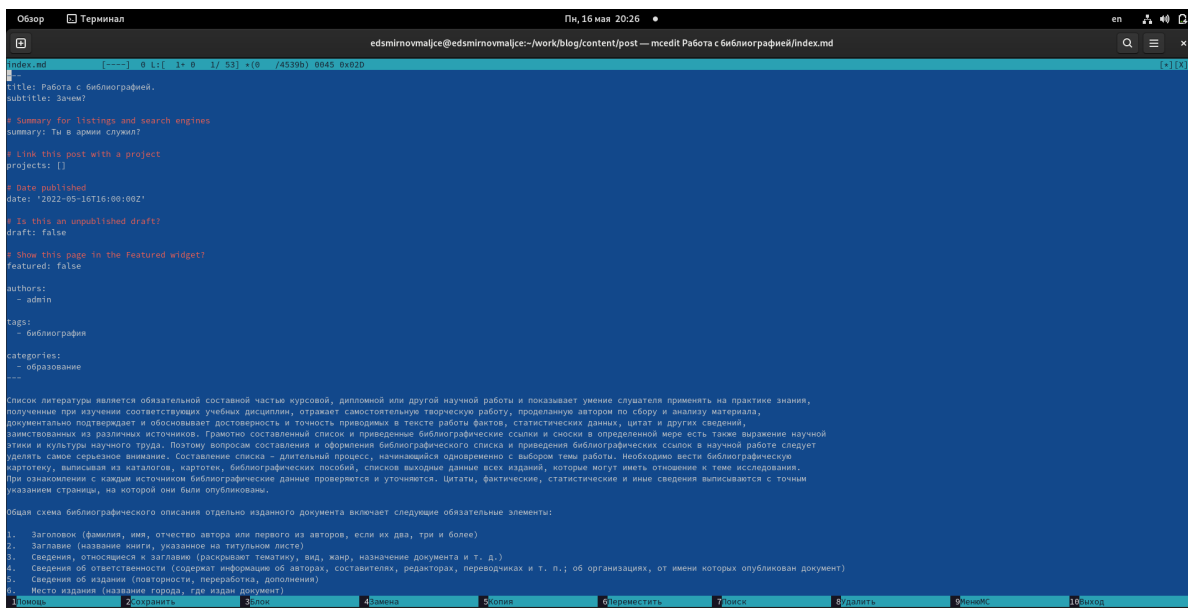 Обзор Терминал Пн, 16 мая 20:26 en
edsmirnovmaljce@edsmirnovmaljce:~/work/blog/content/post — mcedit Работа с библиографией/index.md
index.md [----] 0 L:[ 1+ 0 1/ 53] *(0 /4539b) 0045 0x02D [*][X]
---
title: Работа с библиографией.
subtitle: Зачем?
# Summary for listings and search engines
summary: Ты в армии служил?
# Link this post with a project
projects: []
# Date published
date: '2022-05-16T16:00:00Z'
# Is this an unpublished draft?
draft: false
# Show this page in the Featured widget?
featured: false
authors:
- admin
tags:
- библиография
categories:
- образование
---
Список литературы является обязательной составной частью курсовой, дипломной или другой научной работы и показывает умение слушателя применять на практике знания,
полученные при изучении соответствующих учебных дисциплин, отражает самостоятельную творческую работу, проделанную автором по сбору и анализу материала,
документально подтверждает и обосновывает достоверность и точность приводимых в тексте работы фактов, статистических данных, цитат и других сведений,
заимствованных из различных источников. Грамотно составленный список и приведенные библиографические ссылки и сноски в определенной мере есть также выражение научной
этики и культуры научного труда. Поэтому вопросам составления и оформления библиографического списка и приведения библиографических ссылок в научной работе следует
уделять самое серьезное внимание. Составление списка – длительный процесс, начинающийся одновременно с выбором темы работы. Необходимо вести библиографическую
картотеку, выписывая из каталогов, картотек, библиографических пособий, списков выходные данные всех изданий, которые могут иметь отношение к теме исследования.
При ознакомлении с каждым источником библиографические данные проверяются и уточняются. Цитаты, фактические, статистические и иные сведения выписываются с точным
указанием страницы, на которой они были опубликованы.
Общая схема библиографического описания отдельно изданного документа включает следующие обязательные элементы:
1. Заголовок (фамилия, имя, отчество автора или первого из авторов, если их два, три и более)
2. Заглавие (название книги, указанное на титульном листе)
3. Сведения, относящиеся к заглавию (раскрывают тематику, вид, жанр, назначение документа и т. д.)
4. Сведения об ответственности (содержат информацию об авторах, составителях, редакторах, переводчиках и т. п.; об организациях, от имени которых опубликован документ)
5. Сведения об издании (повторности, переработка, дополнения)
6. Место издания (название города, где издан документ)
1Помощь 2Сохранить 3Блок 4Замена 5Копия 6Переместить 7Поиск 8Удалить 9МенюМС 10Выход